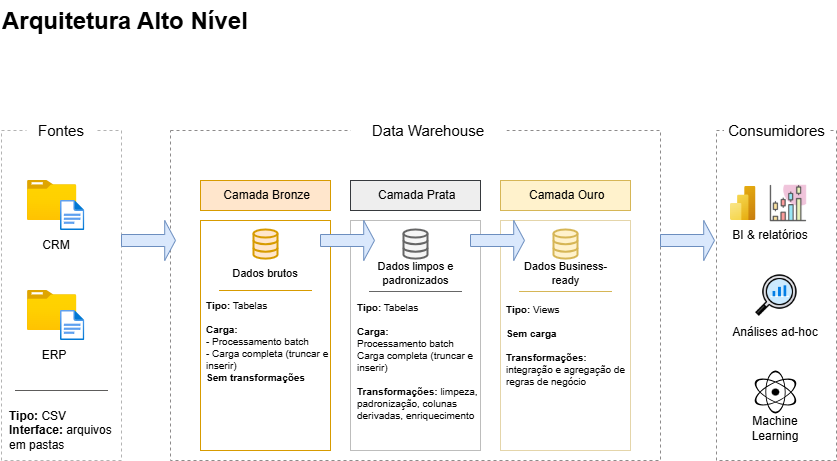 Arquitetura Alto Nível
Fontes
CRM
ERP
Tipo: CSV
Interface: arquivos
em pastas
Data Warehouse
Camada Bronze
Dados brutos
Tipo: Tabelas
Carga:
- Processamento batch
- Carga completa (truncar e
inserir)
Sem transformações
Camada Prata
Dados limpos e
padronizados
Tipo: Tabelas
Carga:
Processamento batch
Carga completa (truncar e
inserir)
Transformações: limpeza,
padronização, colunas
derivadas, enriquecimento
Camada Ouro
Dados Business-
ready
Tipo: Views
Sem carga
Transformações:
integração e agregação de
regras de negócio
Consumidores
BI & relatórios
Análises ad-hoc
Machine
Learning